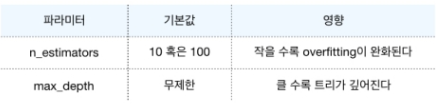 파라미터 기본값 영향
n_estimators 10 혹은 100 작을 수록 overfitting이 완화된다
max_depth 무제한 클 수록 트리가 깊어진다